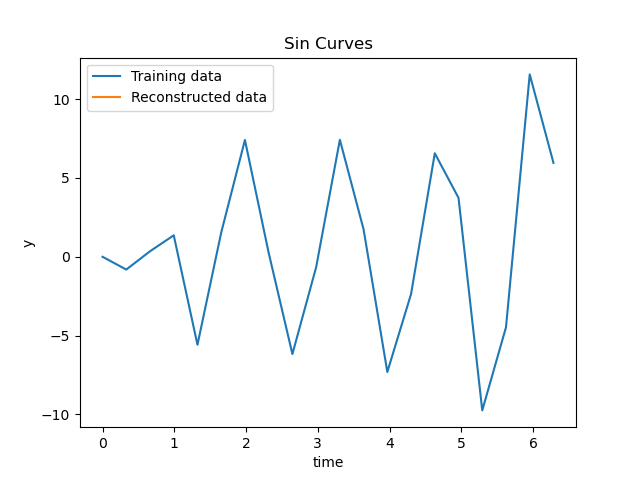 Sin Curves
Training data
Reconstructed data
y
10
5
0
−5
−10
0 1 2 3 4 5 6
time